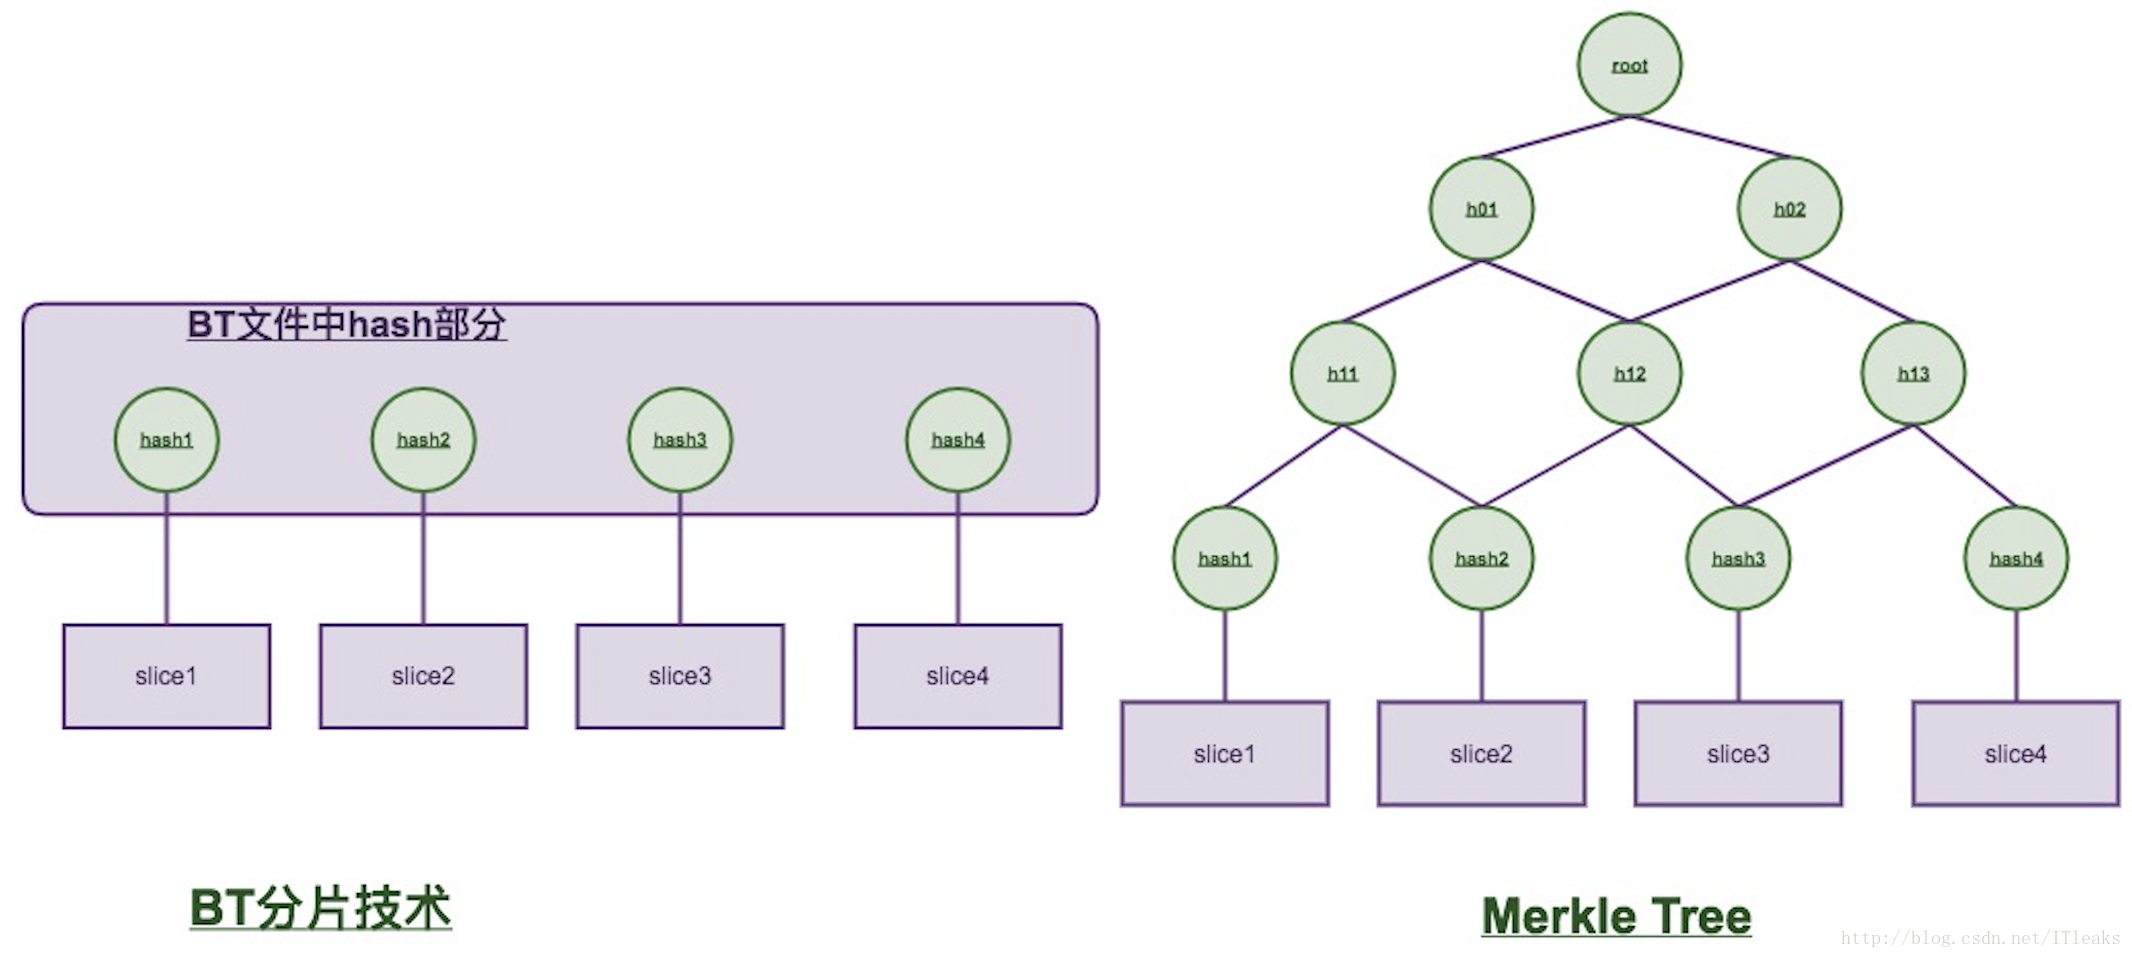 BT文件中hash部分
hash1 hash2 hash3 hash4
slice1 slice2 slice3 slice4
BT分片技术
root
h01 h02
h11 h12 h13
hash1 hash2 hash3 hash4
slice1 slice2 slice3 slice4
Merkle Tree
http://blog.csdn.net/ITleaks